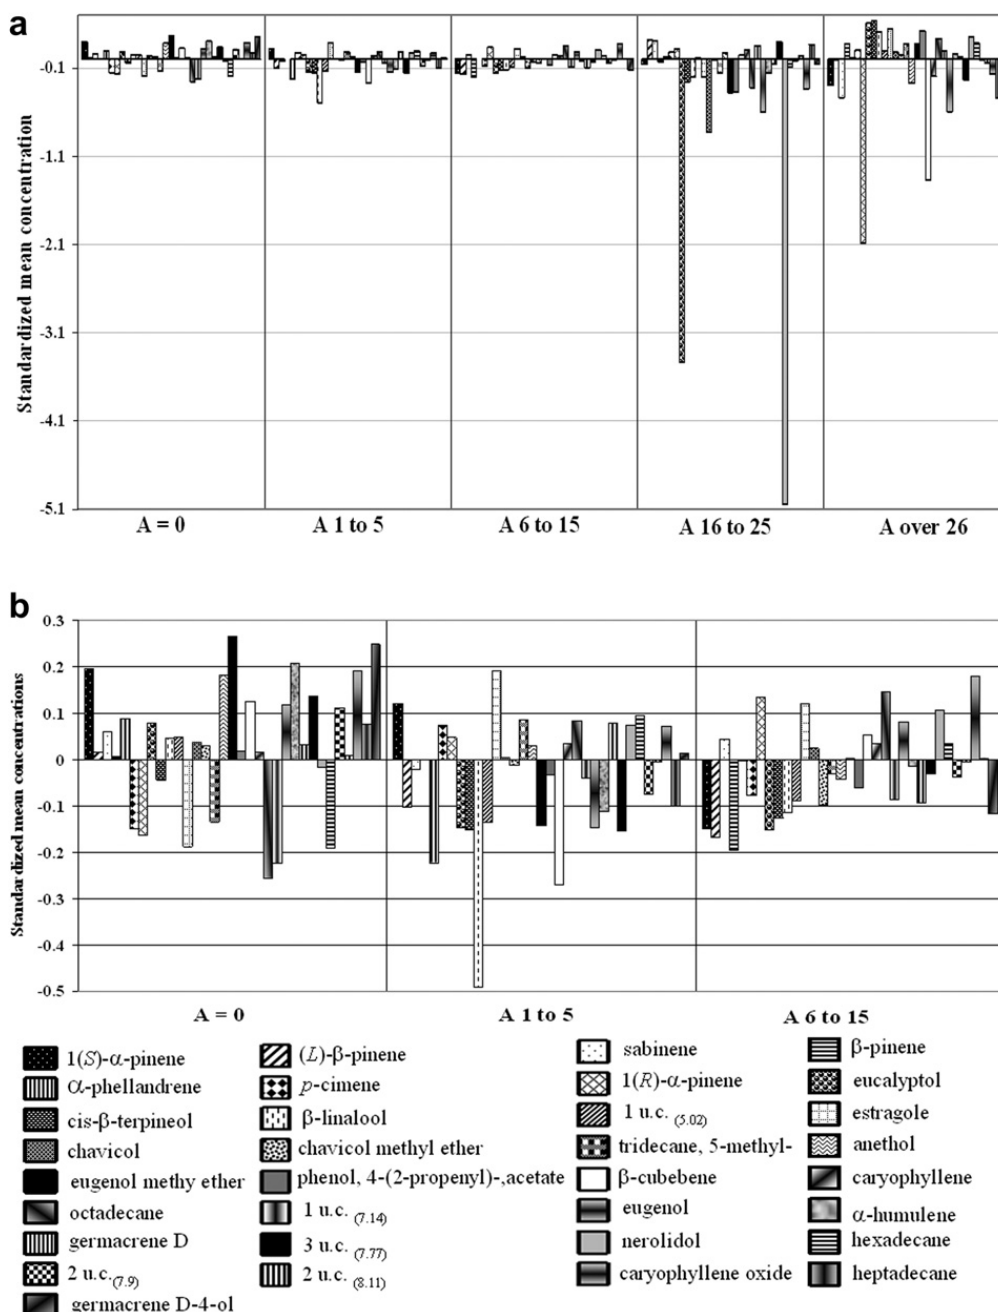 a
Standardized mean concentration
-0.1
-1.1
-2.1
-3.1
-4.1
-5.1
A = 0
A 1 to 5
A 6 to 15
A 16 to 25
A over 26
b
Standardized mean concentrations
0.3
0.2
0.1
0
-0.1
-0.2
-0.3
-0.4
-0.5
A = 0
A 1 to 5
A 6 to 15
1(S)-α-pinene
(L)-β-pinene
sabinene
β-pinene
α-phellandrene
p-cimene
1(R)-α-pinene
eucalyptol
cis-β-terpineol
β-linalool
1 u.c. (5.02)
estragole
chavicol
chavicol methyl ether
tridecane, 5-methyl-
anethol
eugenol methy ether
phenol, 4-(2-propenyl)-,acetate
β-cubebene
caryophyllene
octadecane
1 u.c. (7.14)
eugenol
α-humulene
germacrene D
3 u.c. (7.77)
nerolidol
hexadecane
2 u.c.(7.9)
2 u.c. (8.11)
caryophyllene oxide
heptadecane
germacrene D-4-ol